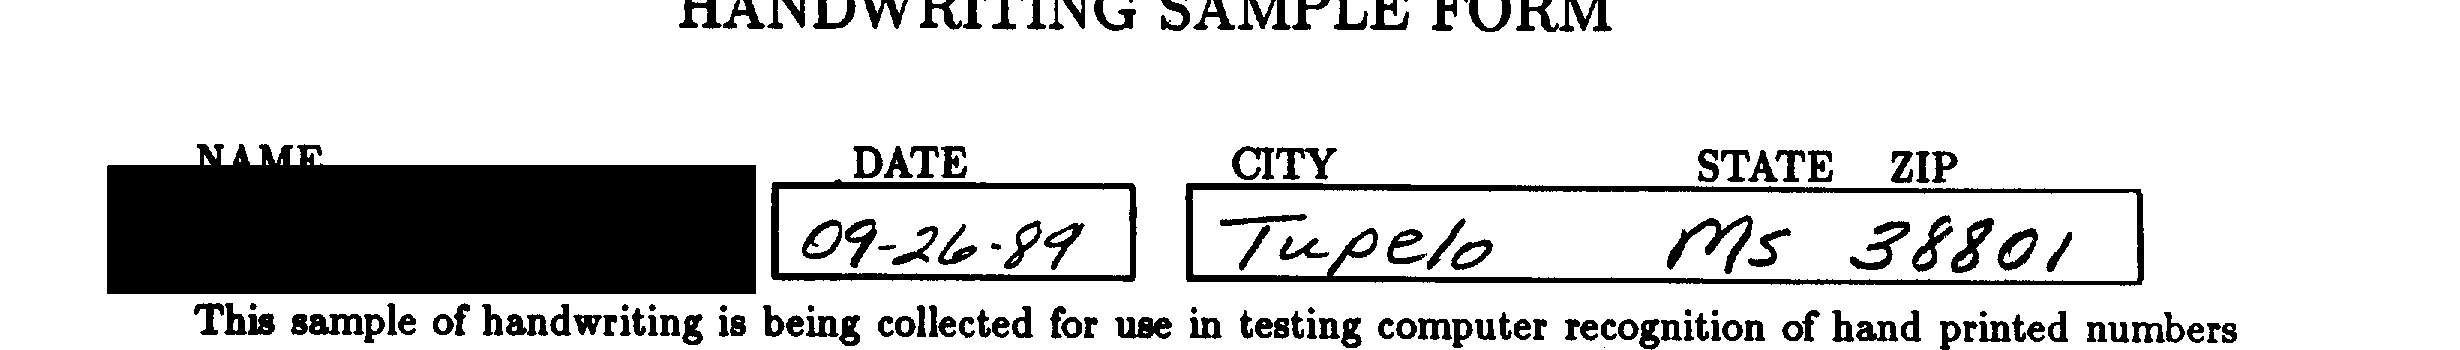 HANDWRITING SAMPLE FORM
NAME DATE CITY STATE ZIP
09-26-89 Tupelo Ms 38801
This sample of handwriting is being collected for use in testing computer recognition of hand printed numbers